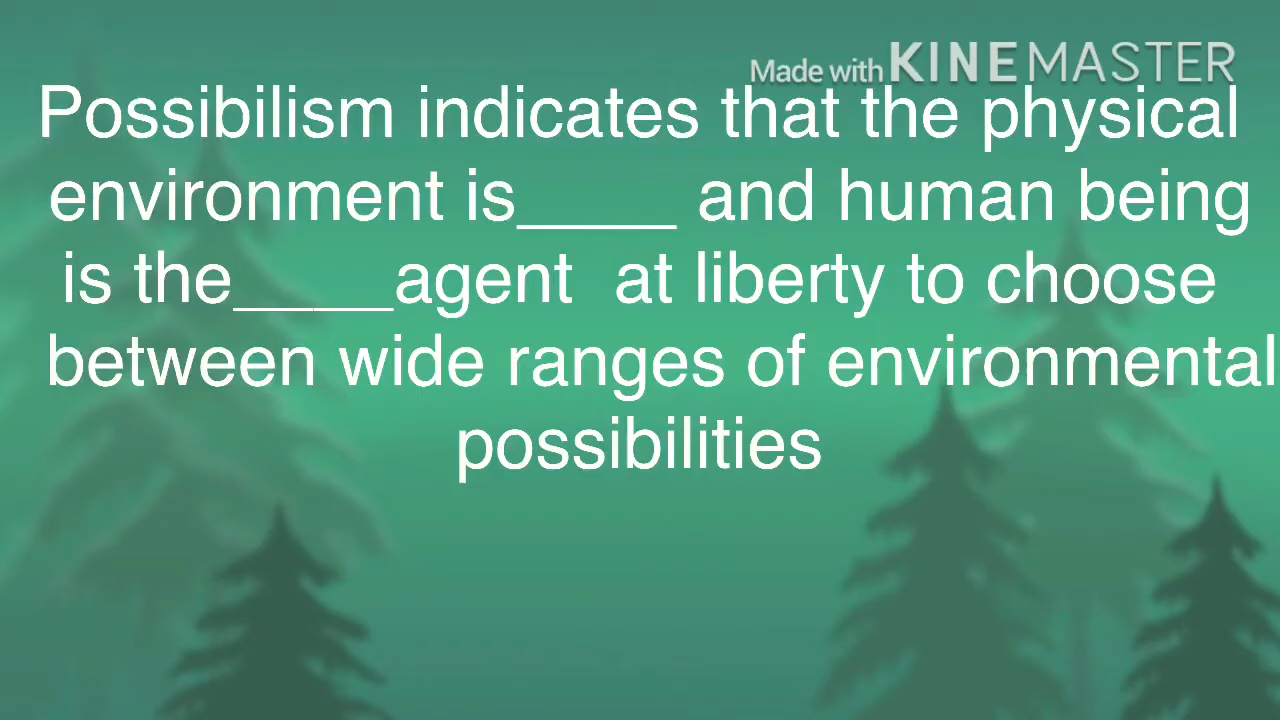 Made with KINEMASTER
Possibilism indicates that the physical
environment is_____ and human being
is the_____agent at liberty to choose
between wide ranges of environmental
possibilities